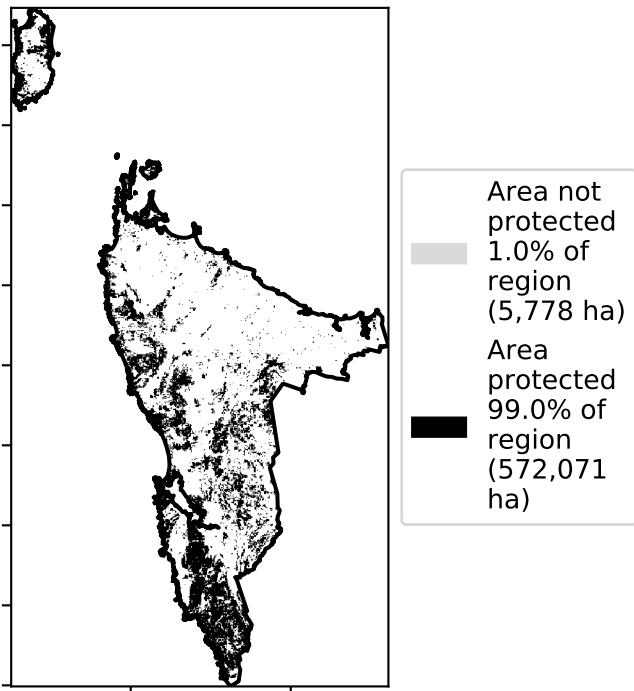 Area not
protected
1.0% of
region
(5,778 ha)
Area
protected
99.0% of
region
(572,071
ha)